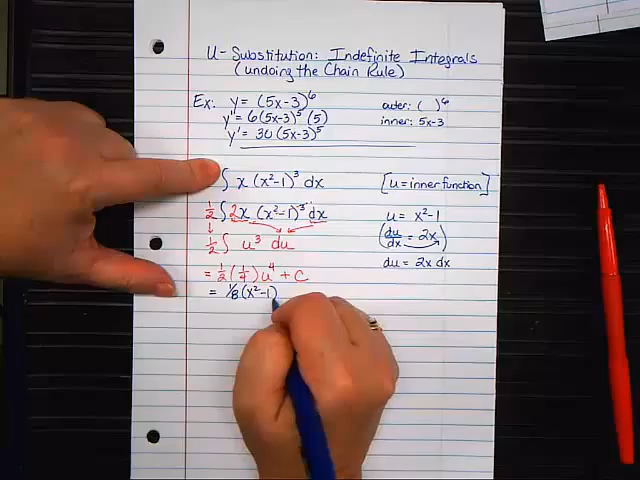 U-Substitution: Indefinite Integrals
(undoing the Chain Rule)
Ex: y = (5x-3)⁶ outer: ( )⁶
y' = 6(5x-3)⁵ (5) inner: 5x-3
y' = 30(5x-3)⁵
∫ x (x²-1)³ dx [u = inner function]
½ ∫ 2x (x²-1)³ dx u = x²-1
½ ∫ u³ du (du/dx = 2x)
du = 2x dx
= ½ (¼) u⁴ + C
= ⅛ (x²-1)